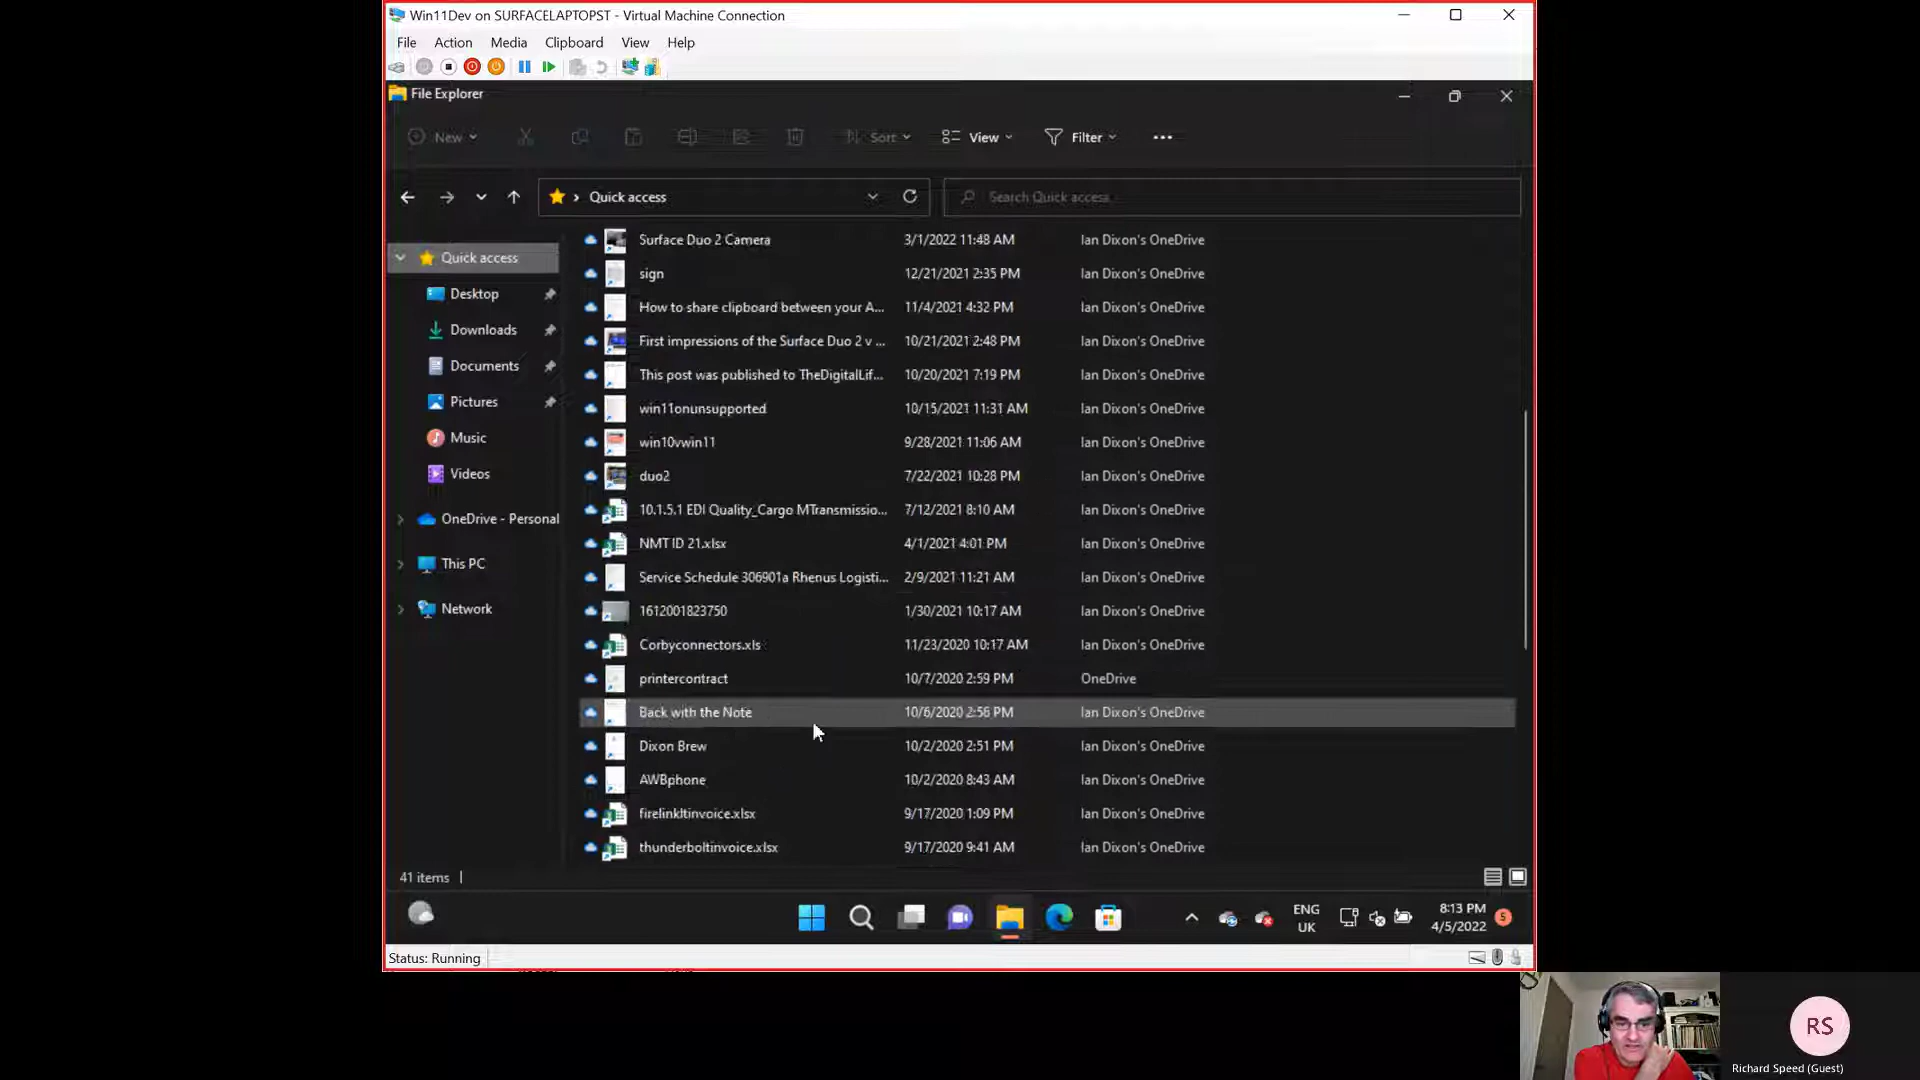 Win11Dev on SURFACELAPTOPST - Virtual Machine Connection
File Action Media Clipboard View Help
File Explorer
New Sort View Filter
Quick access Search Quick access
Quick access
Desktop
Downloads
Documents
Pictures
Music
Videos
OneDrive - Personal
This PC
Network
Surface Duo 2 Camera 3/1/2022 11:48 AM Ian Dixon's OneDrive
sign 12/21/2021 2:35 PM Ian Dixon's OneDrive
How to share clipboard between your A... 11/4/2021 4:32 PM Ian Dixon's OneDrive
First impressions of the Surface Duo 2 v ... 10/21/2021 2:48 PM Ian Dixon's OneDrive
This post was published to TheDigitalLif... 10/20/2021 7:19 PM Ian Dixon's OneDrive
win11onunsupported 10/15/2021 11:31 AM Ian Dixon's OneDrive
win10vwin11 9/28/2021 11:06 AM Ian Dixon's OneDrive
duo2 7/22/2021 10:28 PM Ian Dixon's OneDrive
10.1.5.1 EDI Quality_Cargo MTransmissio... 7/12/2021 8:10 AM Ian Dixon's OneDrive
NMT ID 21.xlsx 4/1/2021 4:01 PM Ian Dixon's OneDrive
Service Schedule 306901a Rhenus Logisti... 2/9/2021 11:21 AM Ian Dixon's OneDrive
1612001823750 1/30/2021 10:17 AM Ian Dixon's OneDrive
Corbyconnectors.xls 11/23/2020 10:17 AM Ian Dixon's OneDrive
printercontract 10/7/2020 2:59 PM OneDrive
Back with the Note 10/6/2020 2:56 PM Ian Dixon's OneDrive
Dixon Brew 10/2/2020 2:51 PM Ian Dixon's OneDrive
AWBphone 10/2/2020 8:43 AM Ian Dixon's OneDrive
firelinkltinvoice.xlsx 9/17/2020 1:09 PM Ian Dixon's OneDrive
thunderboltinvoice.xlsx 9/17/2020 9:41 AM Ian Dixon's OneDrive
41 items
ENG 8:13 PM
UK 4/5/2022 5
Status: Running
RS
Richard Speed (Guest)